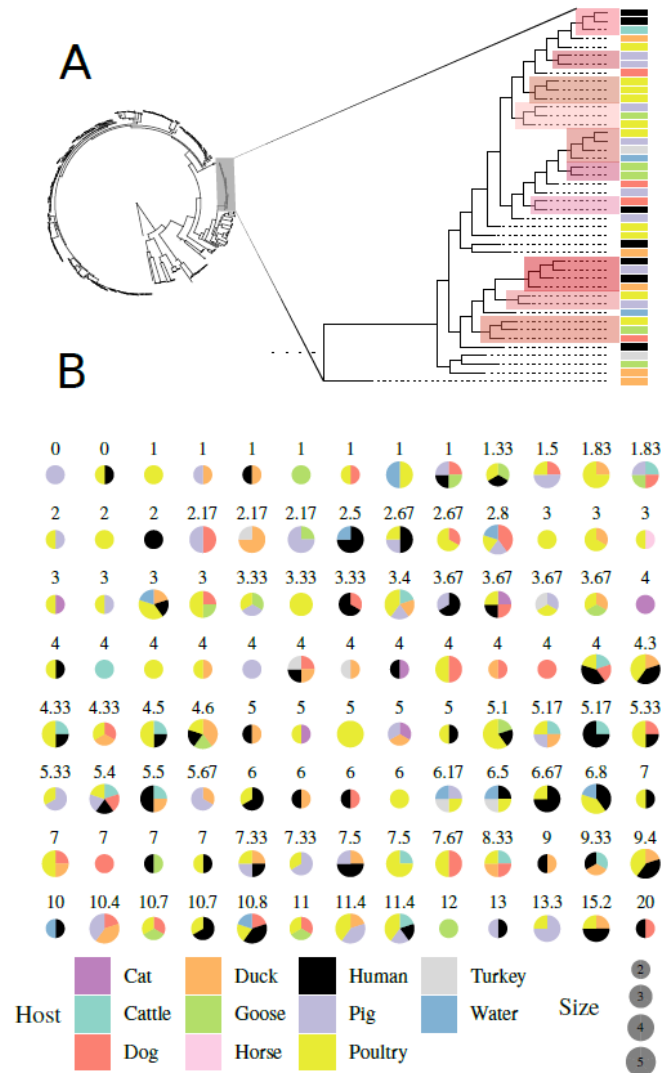 A
B
0 0 1 1 1 1 1 1 1 1.33 1.5 1.83 1.83
2 2 2 2.17 2.17 2.17 2.5 2.67 2.67 2.8 3 3 3
3 3 3 3 3.33 3.33 3.33 3.4 3.67 3.67 3.67 3.67 4
4 4 4 4 4 4 4 4 4 4 4 4 4.3
4.33 4.33 4.5 4.6 5 5 5 5 5 5.1 5.17 5.17 5.33
5.33 5.4 5.5 5.67 6 6 6 6 6.17 6.5 6.67 6.8 7
7 7 7 7 7.33 7.33 7.5 7.5 7.67 8.33 9 9.33 9.4
10 10.4 10.7 10.7 10.8 11 11.4 11.4 12 13 13.3 15.2 20
Host
Cat Duck Human Turkey
Cattle Goose Pig Water
Dog Horse Poultry
Size
2
3
4
5